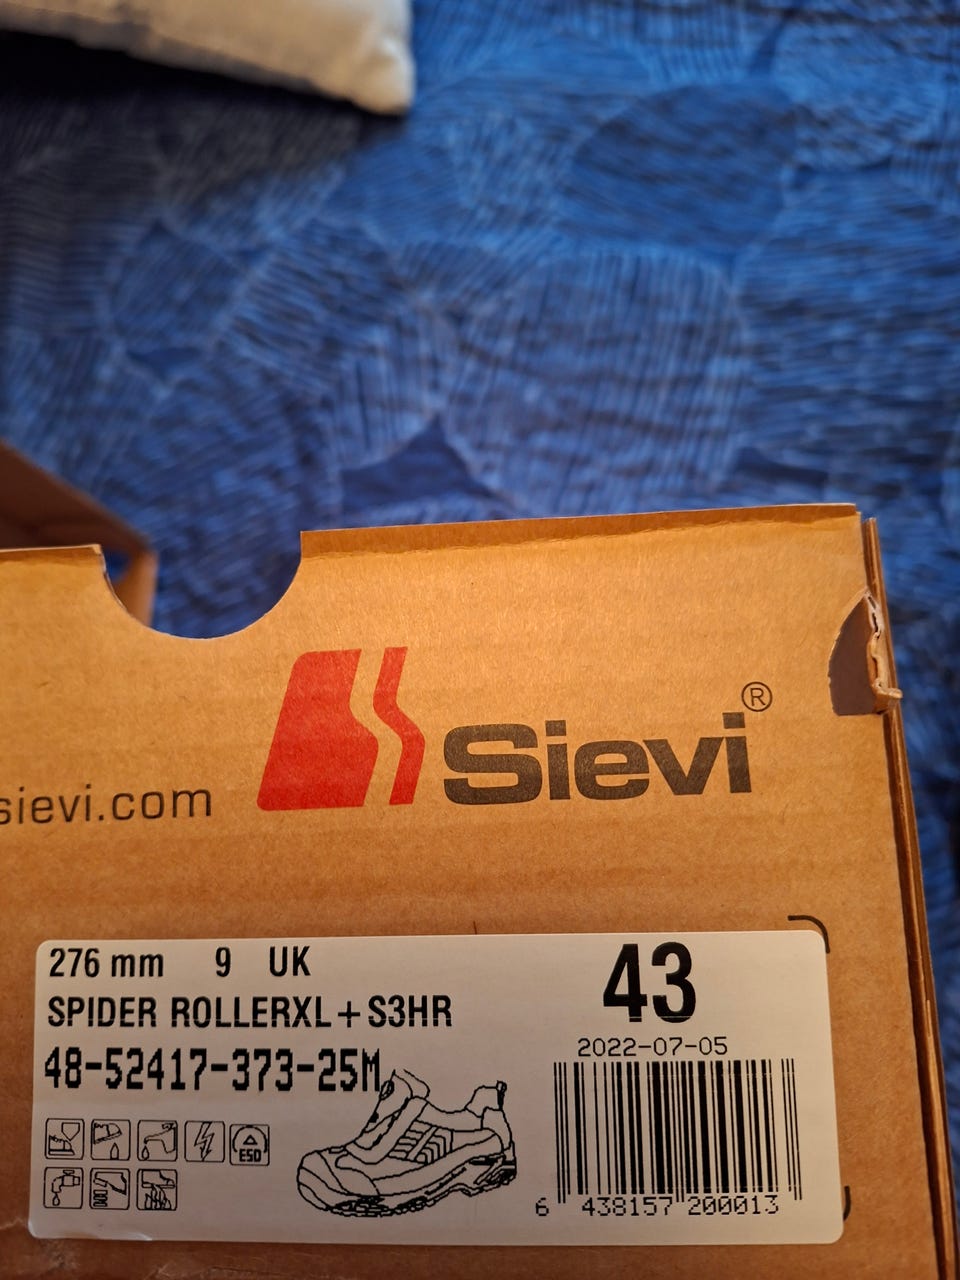 Sievi®
sievi.com
276 mm 9 UK
43
SPIDER ROLLERXL+S3HR
2022-07-05
48-52417-373-25M
ESD
6 438157 200013